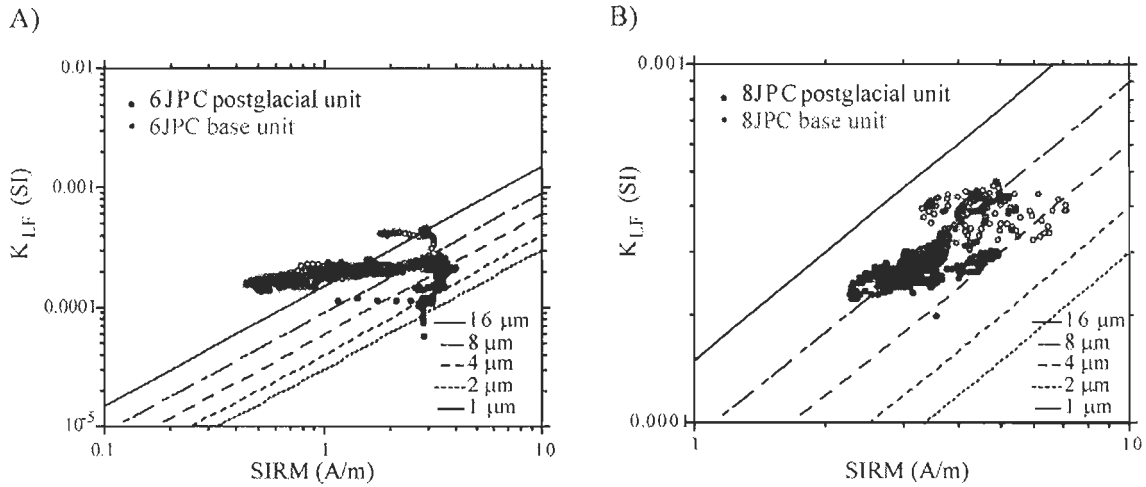 A)
0.01
0.001
0.0001
10-5
K_LF (SI)
• 6JPC postglacial unit
• 6JPC base unit
16 µm
8 µm
4 µm
2 µm
1 µm
0.1
1
10
SIRM (A/m)
B)
0.001
0.0001
K_LF (SI)
• 8JPC postglacial unit
• 8JPC base unit
16 µm
8 µm
4 µm
2 µm
1 µm
1
10
SIRM (A/m)